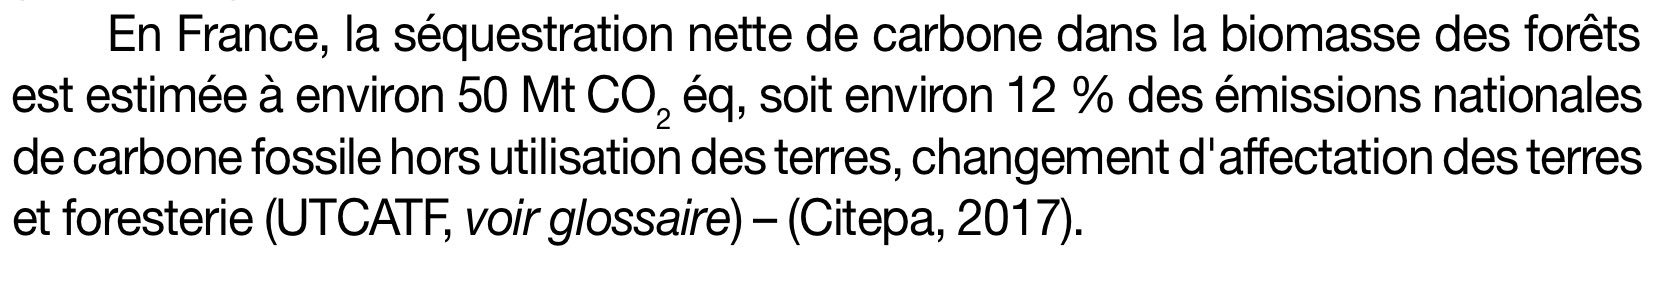 En France, la séquestration nette de carbone dans la biomasse des forêts
est estimée à environ 50 Mt CO₂ éq, soit environ 12 % des émissions nationales
de carbone fossile hors utilisation des terres, changement d'affectation des terres
et foresterie (UTCATF, voir glossaire) – (Citepa, 2017).